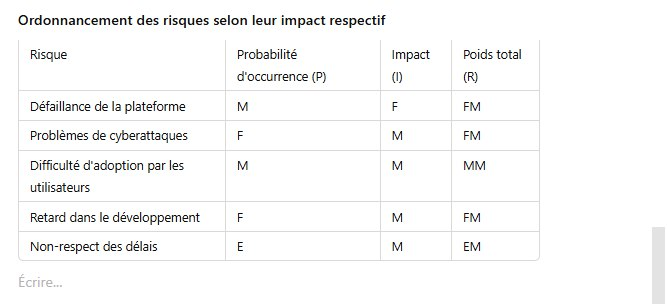 Ordonnancement des risques selon leur impact respectif
Risque Probabilité d'occurrence (P) Impact (I) Poids total (R)
Défaillance de la plateforme M F FM
Problèmes de cyberattaques F M FM
Difficulté d'adoption par les utilisateurs M M MM
Retard dans le développement F M FM
Non-respect des délais E M EM
Écrire...